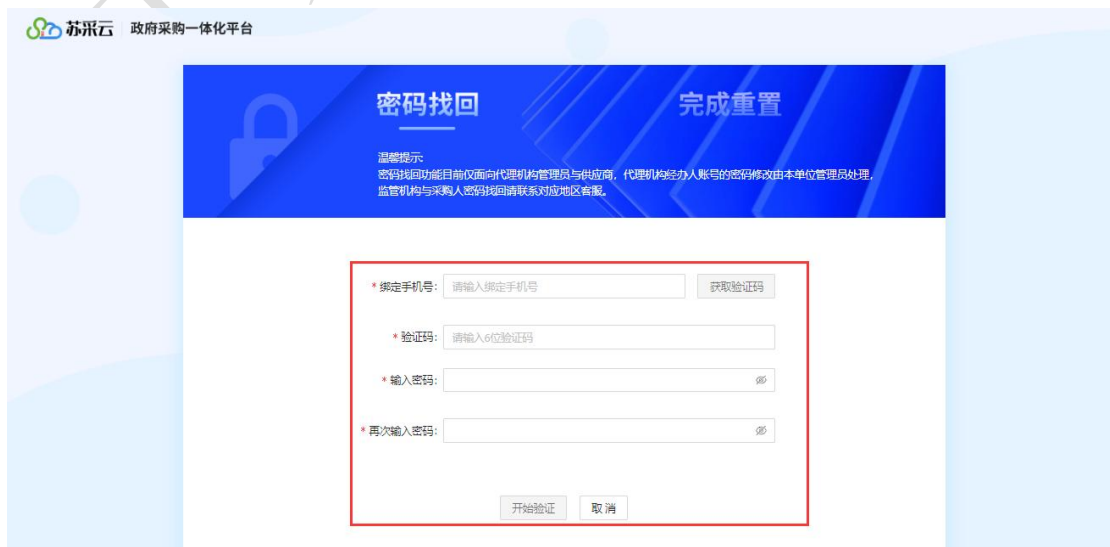 苏采云 政府采购一体化平台
密码找回 完成重置
温馨提示:
密码找回功能目前仅面向代理机构管理员与供应商，代理机构经办人账号的密码修改由本单位管理员处理，
监管机构与采购人密码找回请联系对应地区客服。
* 绑定手机号: 请输入绑定手机号 获取验证码
* 验证码: 请输入6位验证码
* 输入密码:
* 再次输入密码:
开始验证 取消